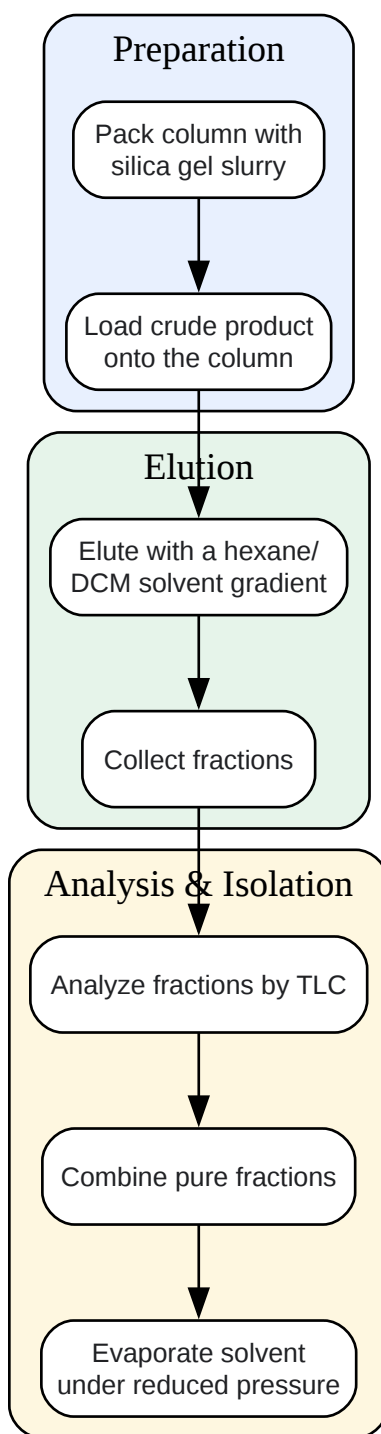 Preparation
Pack column with
silica gel slurry
Load crude product
onto the column
Elution
Elute with a hexane/
DCM solvent gradient
Collect fractions
Analysis & Isolation
Analyze fractions by TLC
Combine pure fractions
Evaporate solvent
under reduced pressure